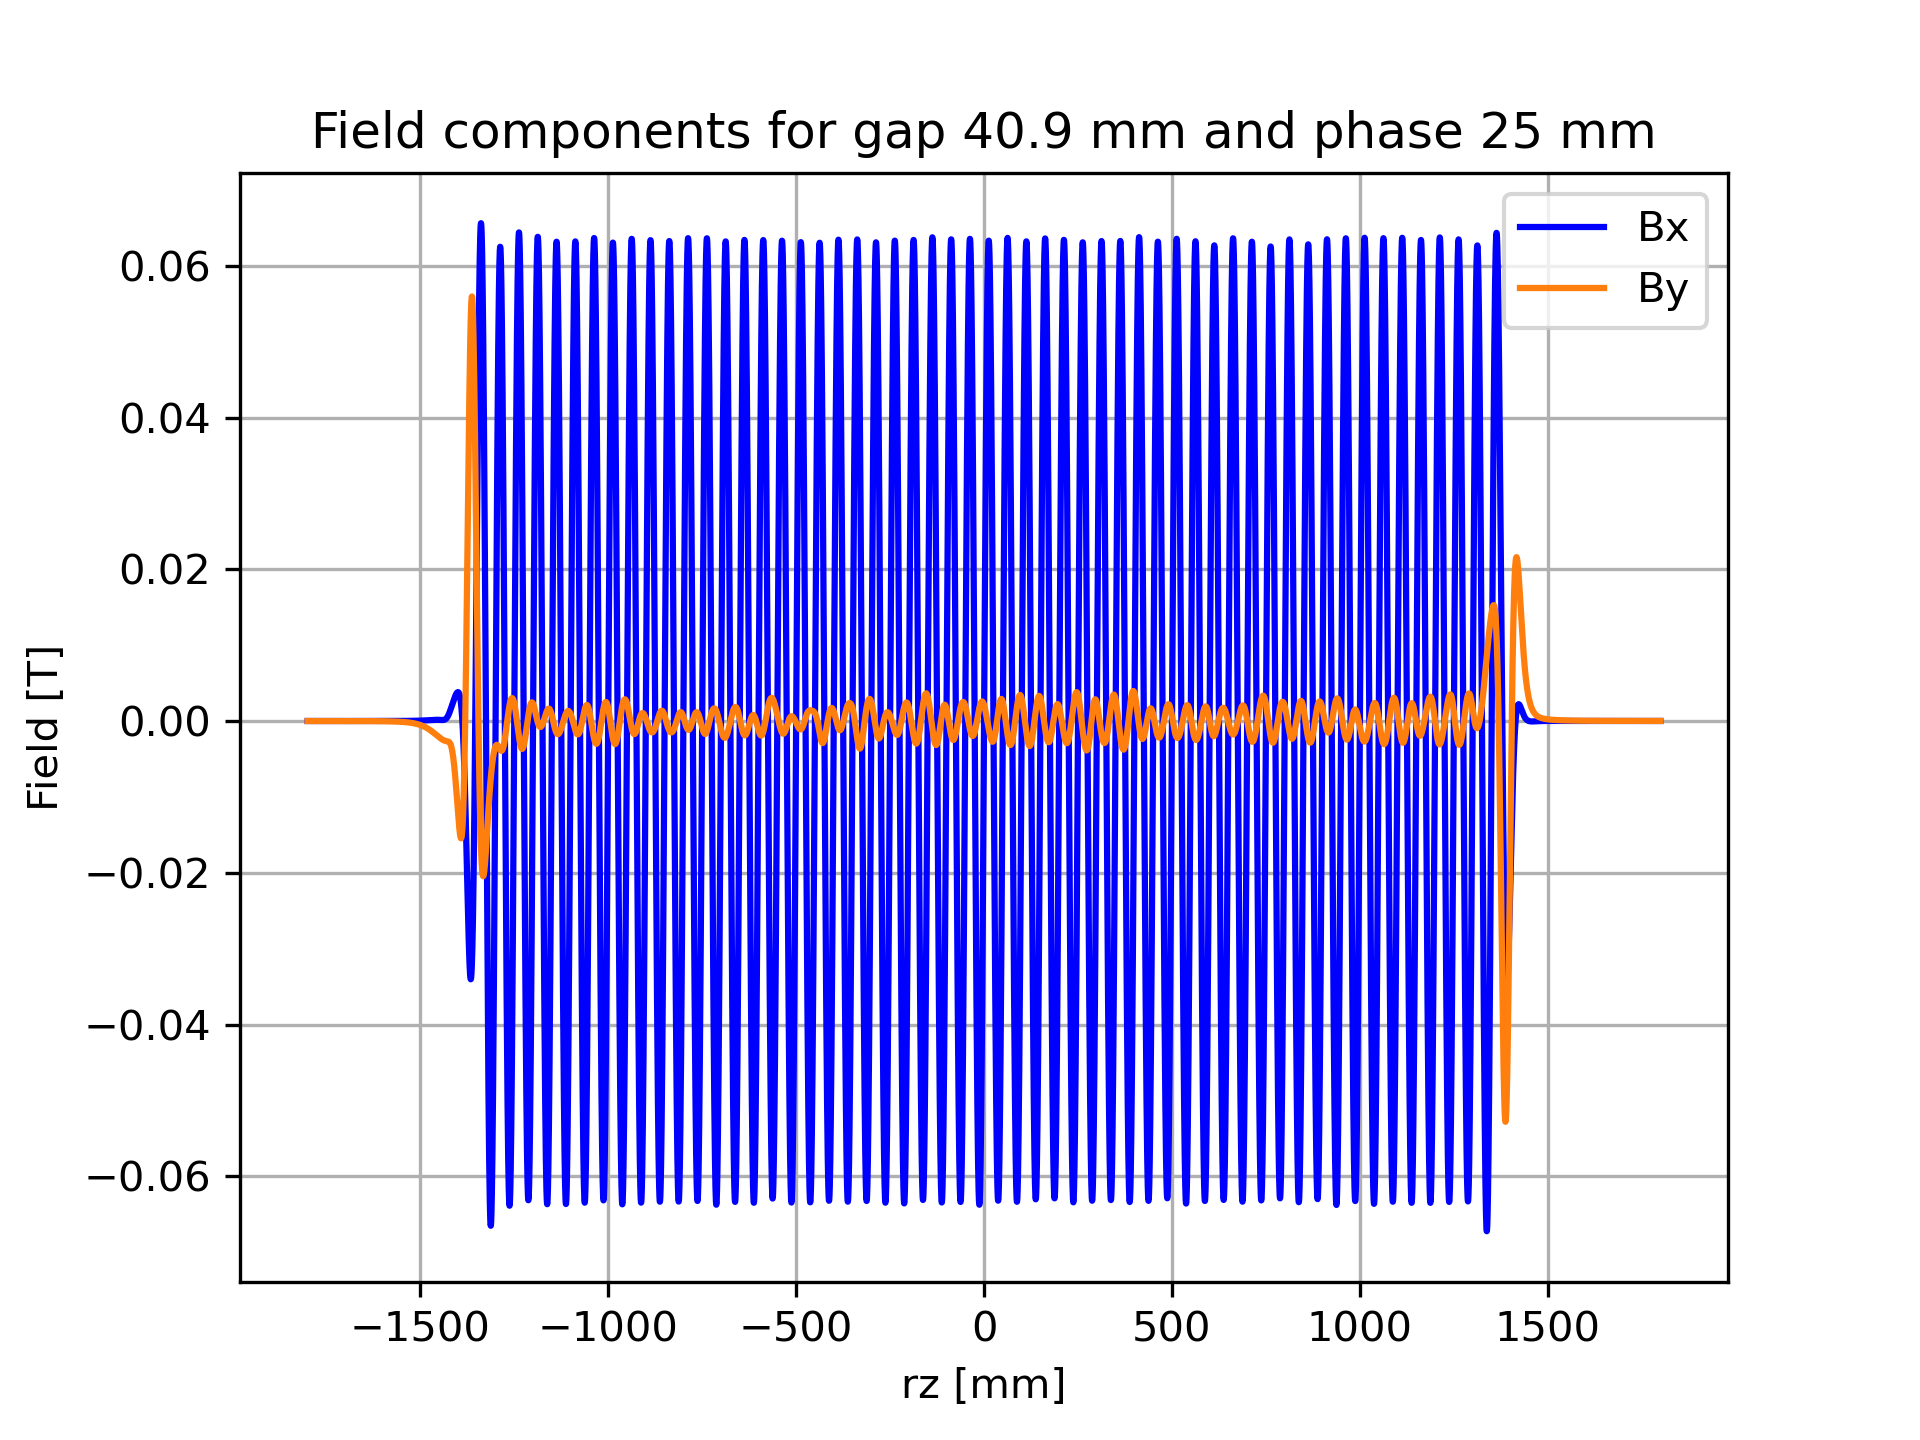 Field components for gap 40.9 mm and phase 25 mm
Bx
By
0.06
0.04
0.02
0.00
−0.02
−0.04
−0.06
Field [T]
−1500 −1000 −500 0 500 1000 1500
rz [mm]